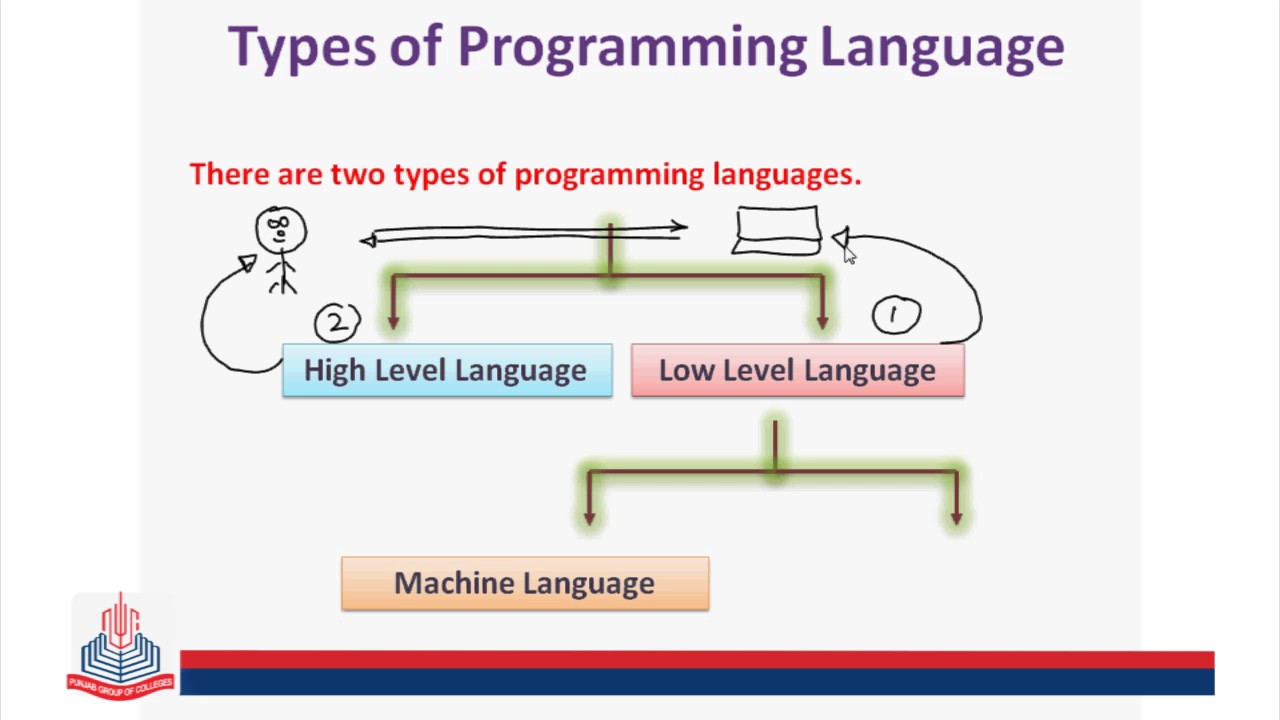 Types of Programming Language
There are two types of programming languages.
2
1
High Level Language
Low Level Language
Machine Language
PUNJAB GROUP OF COLLEGES